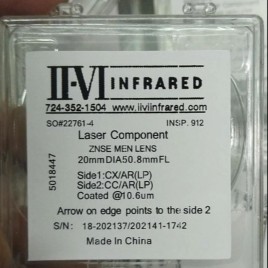 II-VI INFRARED
724-352-1504 www.iiviinfrared.com
SO#22761-4 INSP. 912
Laser Component
ZNSE MEN LENS
20mmDIA50.8mmFL
5018447
Side1:CX/AR(LP)
Side2:CC/AR(LP)
Coated @10.6um
Arrow on edge points to the side 2
S/N: 18-202137/202141-1742
Made In China